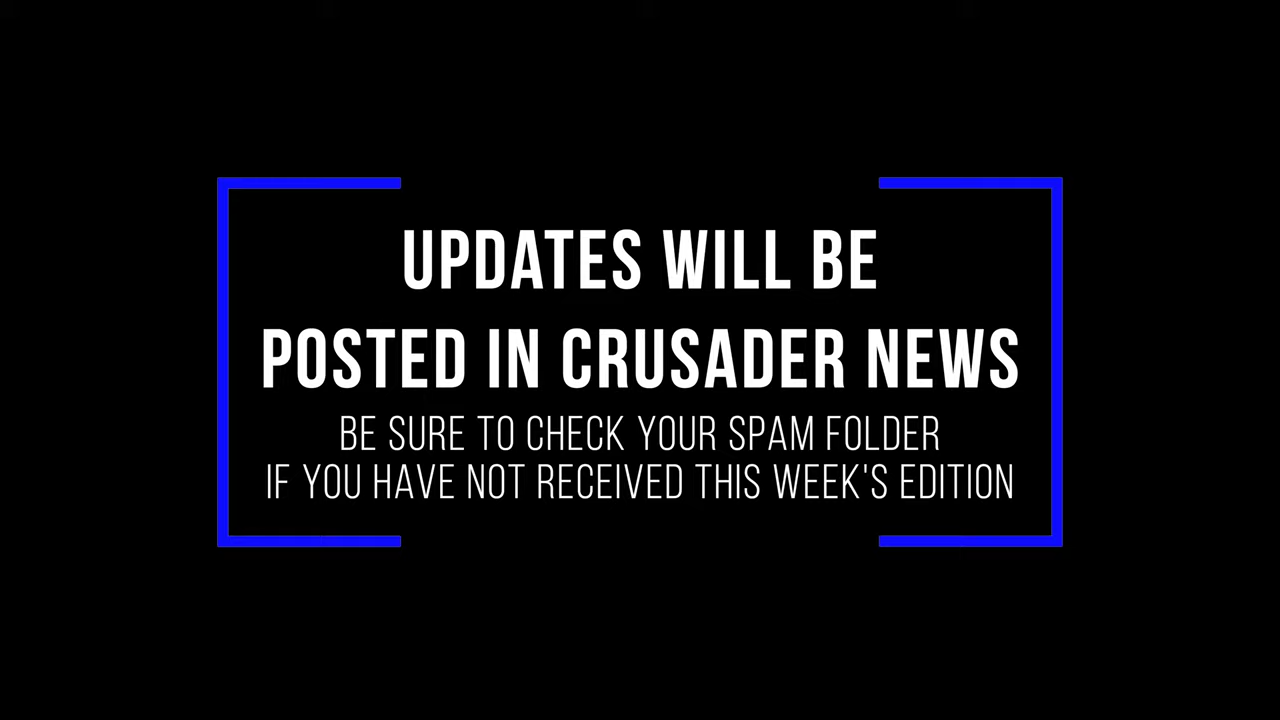 UPDATES WILL BE
POSTED IN CRUSADER NEWS
BE SURE TO CHECK YOUR SPAM FOLDER
IF YOU HAVE NOT RECEIVED THIS WEEK'S EDITION